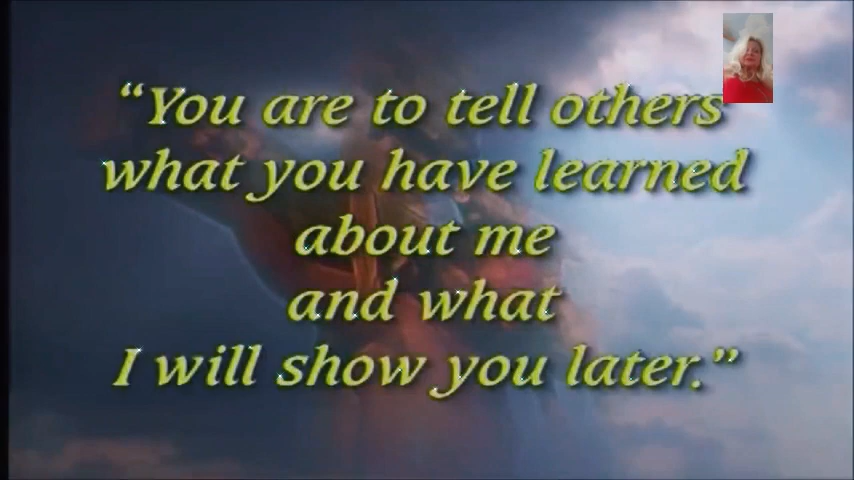 “You are to tell others
what you have learned
about me
and what
I will show you later.”